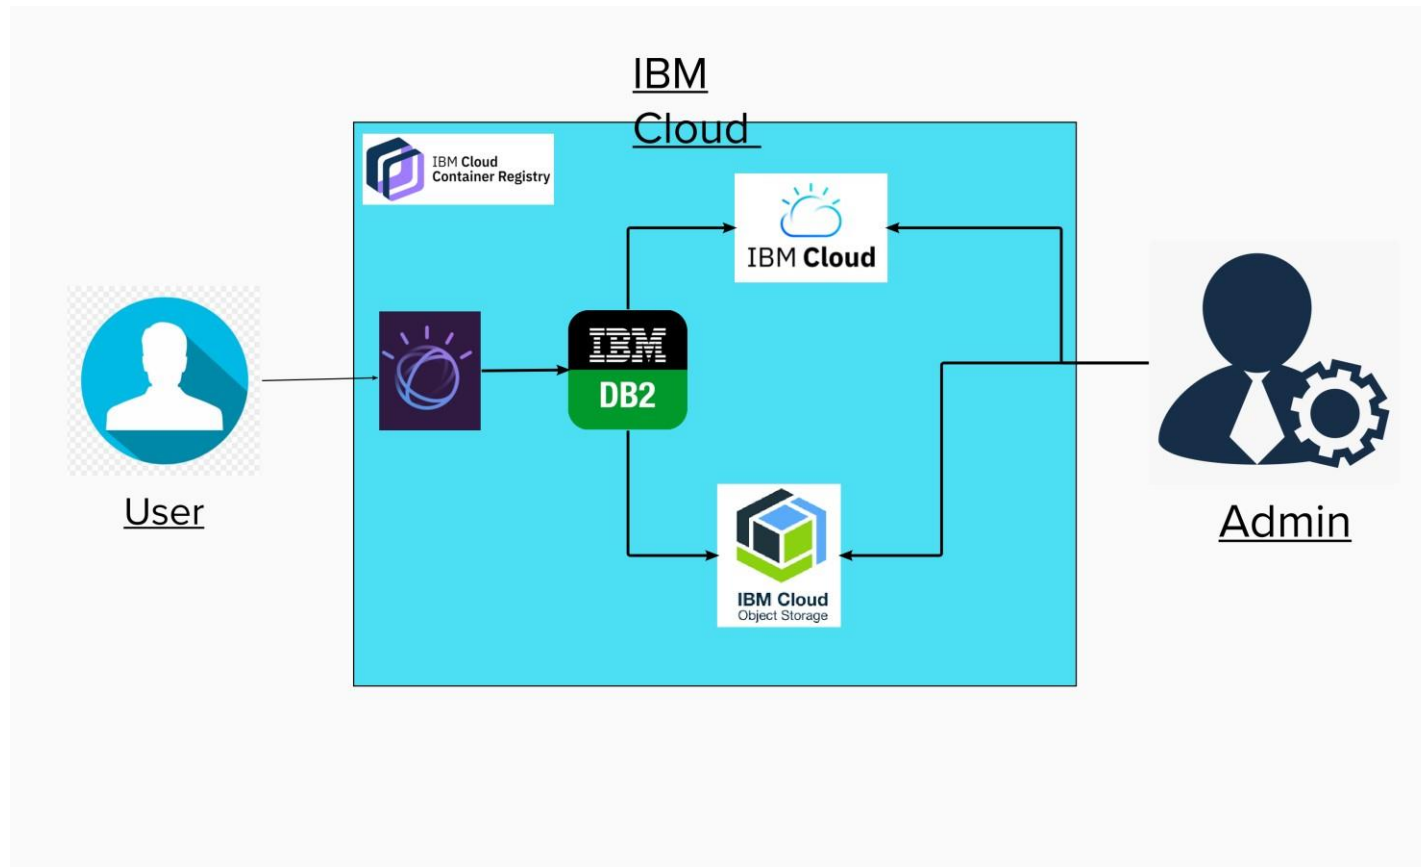 IBM
Cloud
IBM Cloud
Container Registry
IBM Cloud
IBM
DB2
User
Admin
IBM Cloud
Object Storage